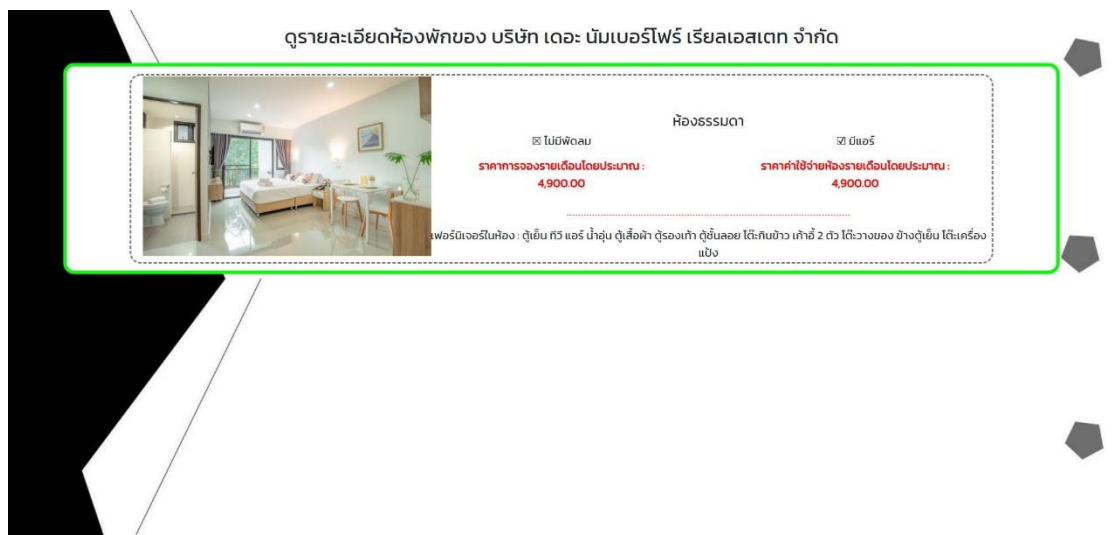 ดูรายละเอียดห้องพักของ บริษัท เดอะ นัมเบอร์โฟร์ เรียลเอสเตท จำกัด
ห้องธรรมดา
☒ ไม่มีพัดลม
☑ มีแอร์
ราคาการจองรายเดือนโดยประมาณ :
4,900.00
ราคาค่าใช้จ่ายห้องรายเดือนโดยประมาณ :
4,900.00
เฟอร์นิเจอร์ในห้อง : ตู้เย็น ทีวี แอร์ น้ำอุ่น ตู้เสื้อผ้า ตู้รองเท้า ตู้ชั้นลอย โต๊ะกินข้าว เก้าอี้ 2 ตัว โต๊ะวางของ ข้างตู้เย็น โต๊ะเครื่อง
แป้ง